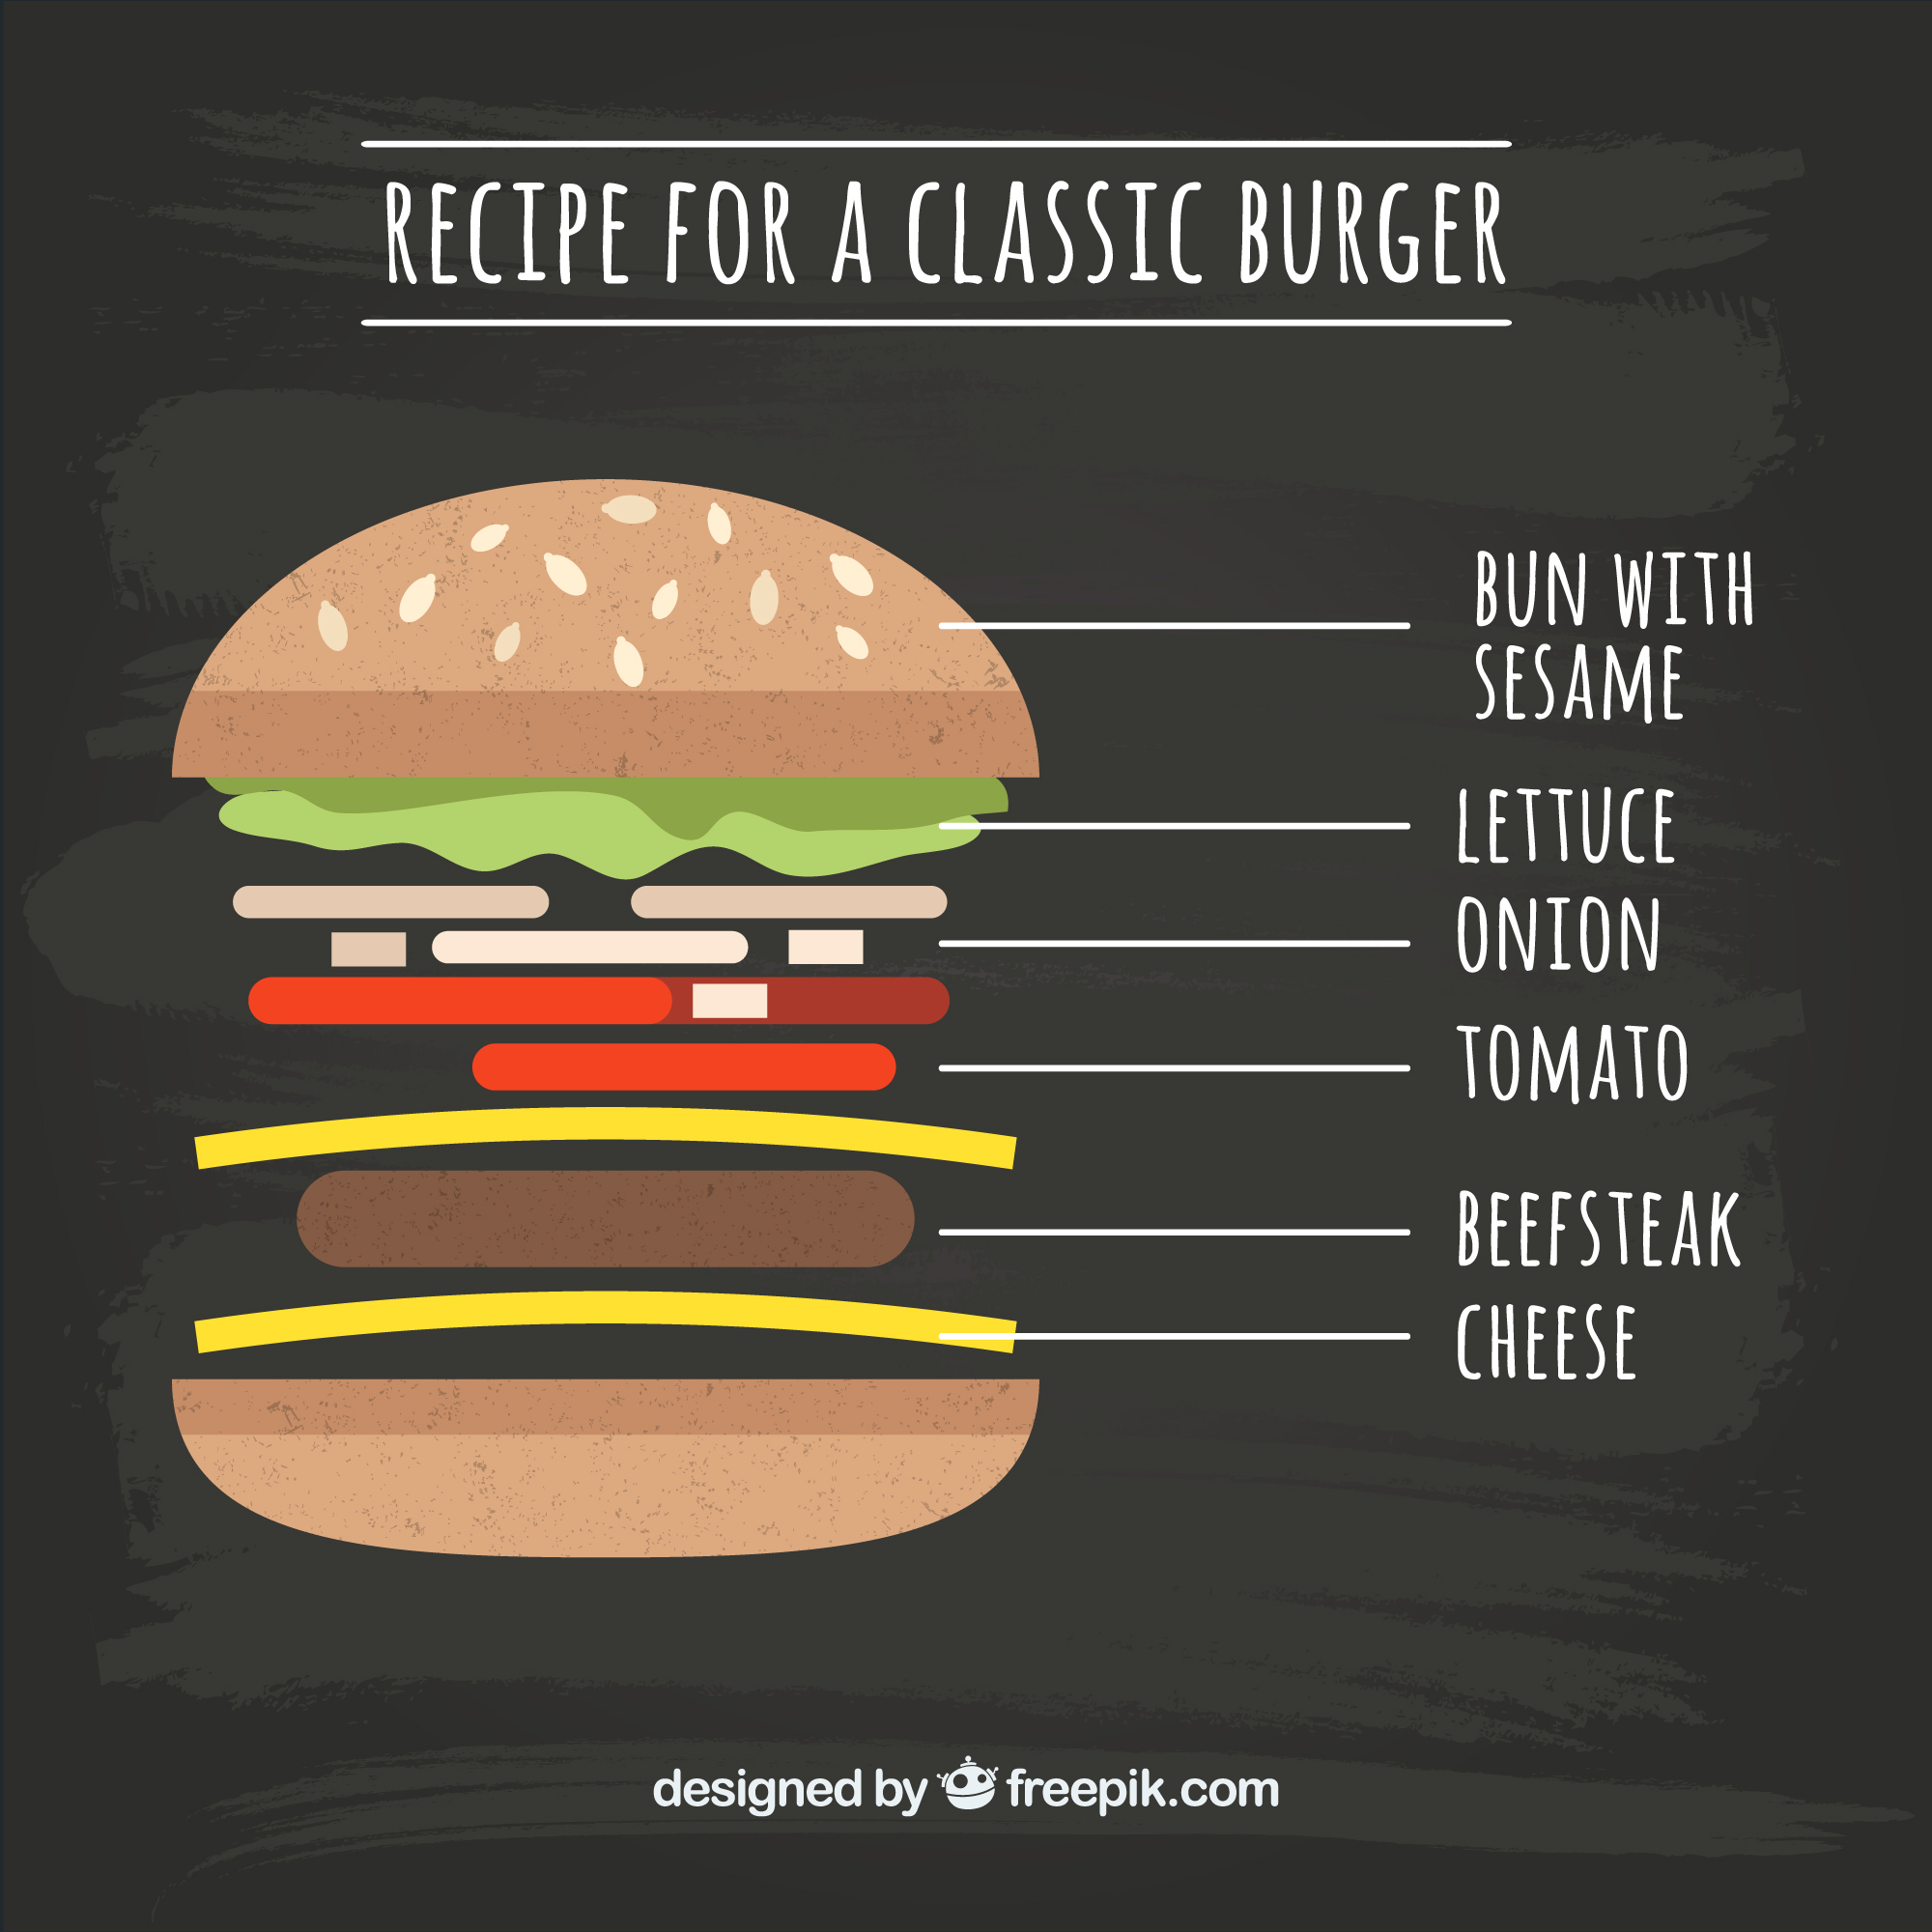 RECIPE FOR A CLASSIC BURGER
BUN WITH
SESAME
LETTUCE
ONION
TOMATO
BEEFSTEAK
CHEESE
designed by freepik.com